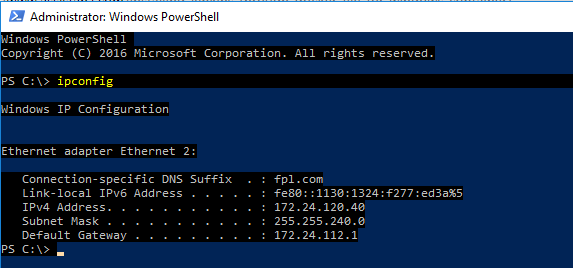 Administrator: Windows PowerShell
Windows PowerShell
Copyright (C) 2016 Microsoft Corporation. All rights reserved.
PS C:\> ipconfig
Windows IP Configuration
Ethernet adapter Ethernet 2:
Connection-specific DNS Suffix  . : fpl.com
Link-local IPv6 Address . . . . . : fe80::1130:1324:f277:ed3a%5
IPv4 Address. . . . . . . . . . . : 172.24.120.40
Subnet Mask . . . . . . . . . . . : 255.255.240.0
Default Gateway . . . . . . . . . : 172.24.112.1
PS C:\>